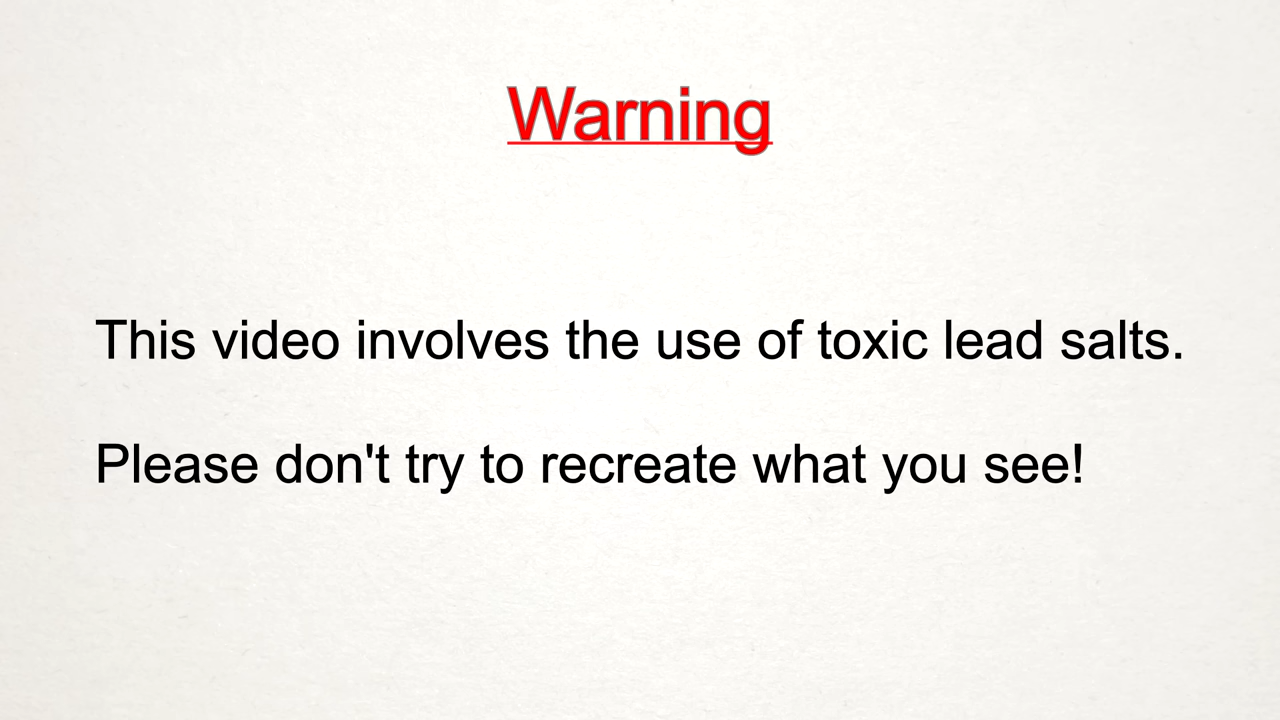 Warning
This video involves the use of toxic lead salts.
Please don't try to recreate what you see!